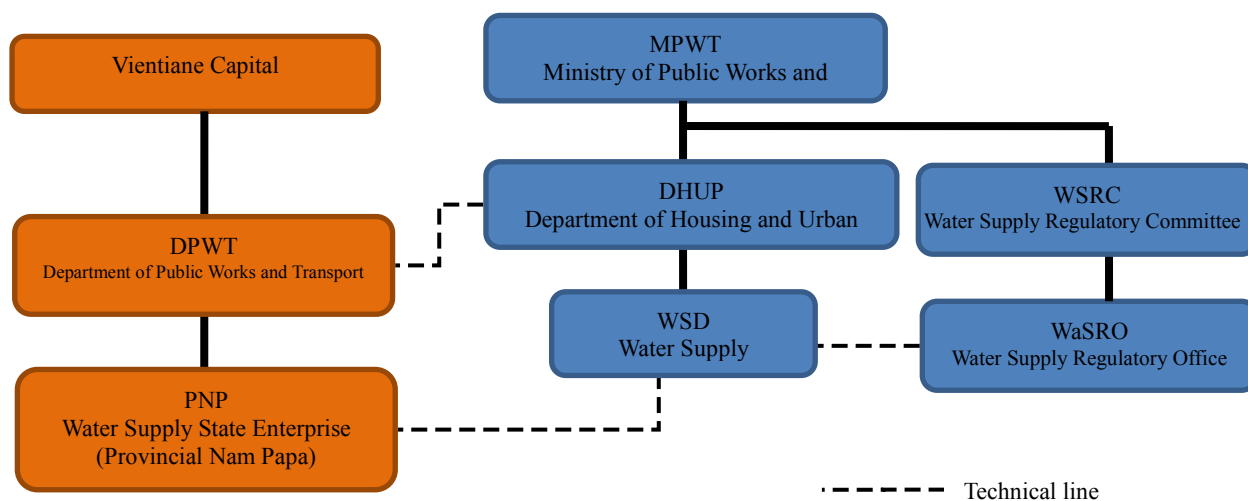 Vientiane Capital
MPWT
Ministry of Public Works and
DHUP
Department of Housing and Urban
WSRC
Water Supply Regulatory Committee
DPWT
Department of Public Works and Transport
WSD
Water Supply
WaSRO
Water Supply Regulatory Office
PNP
Water Supply State Enterprise
(Provincial Nam Papa)
Technical line